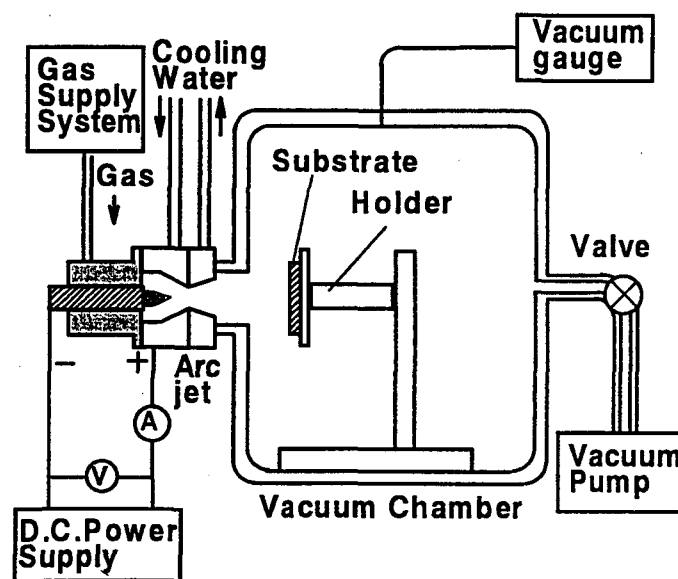 Vacuum
gauge
Gas
Supply
System
Cooling
Water
Gas
Substrate
Holder
Valve
−
+
Arc
jet
A
V
Vacuum
Pump
Vacuum Chamber
D.C.Power
Supply